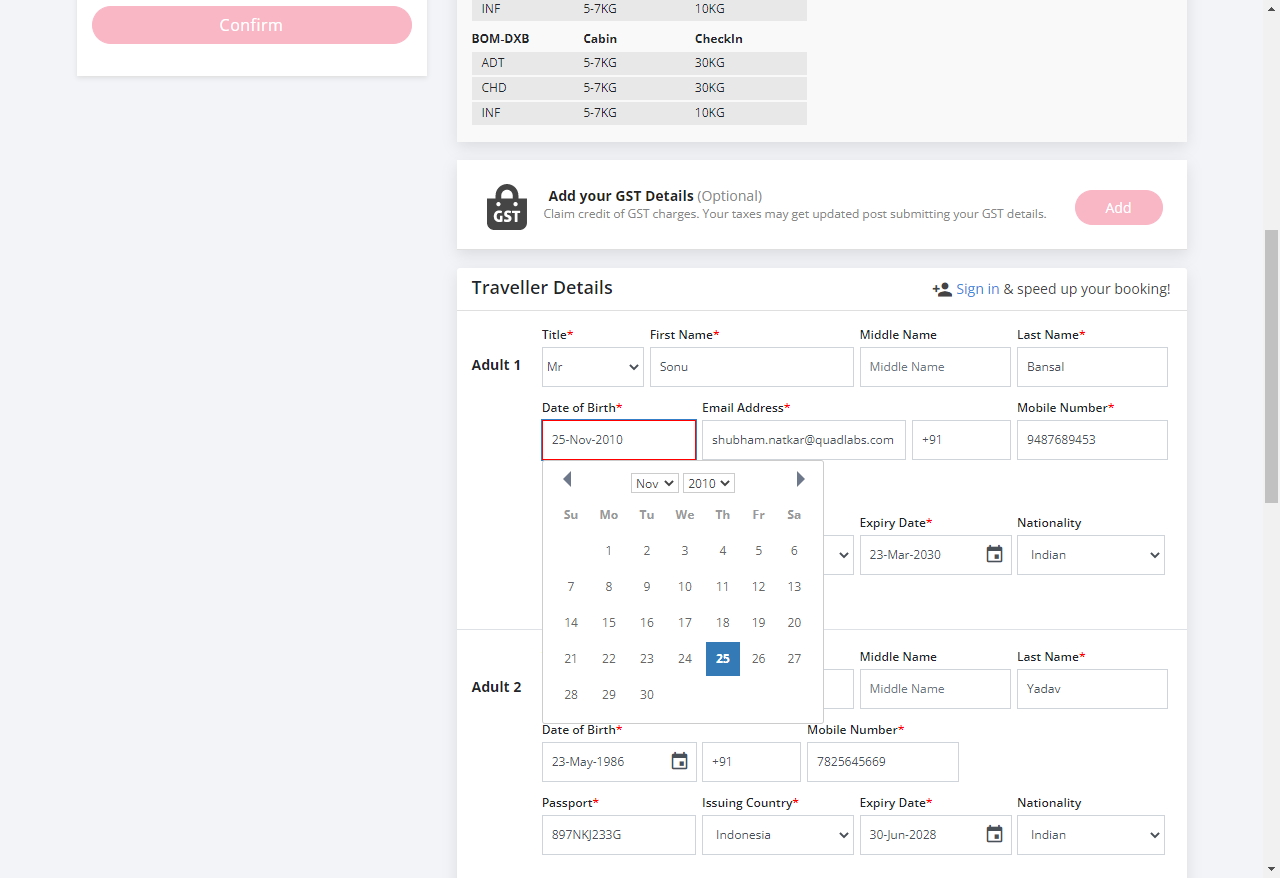 Confirm
INF 5-7KG 10KG
BOM-DXB Cabin CheckIn
ADT 5-7KG 30KG
CHD 5-7KG 30KG
INF 5-7KG 10KG
Add your GST Details (Optional)
GST
Claim credit of GST charges. Your taxes may get updated post submitting your GST details.
Add
Traveller Details
Sign in & speed up your booking!
Title* First Name* Middle Name Last Name*
Adult 1
Mr Sonu Middle Name Bansal
Date of Birth* Email Address* Mobile Number*
25-Nov-2010 shubham.natkar@quadlabs.com +91 9487689453
Nov 2010
Su Mo Tu We Th Fr Sa
1 2 3 4 5 6
7 8 9 10 11 12 13
14 15 16 17 18 19 20
21 22 23 24 25 26 27
28 29 30
Expiry Date* Nationality
23-Mar-2030 Indian
Middle Name Last Name*
Adult 2
Middle Name Yadav
Date of Birth* Mobile Number*
23-May-1986 +91 7825645669
Passport* Issuing Country* Expiry Date* Nationality
897NKJ233G Indonesia 30-Jun-2028 Indian